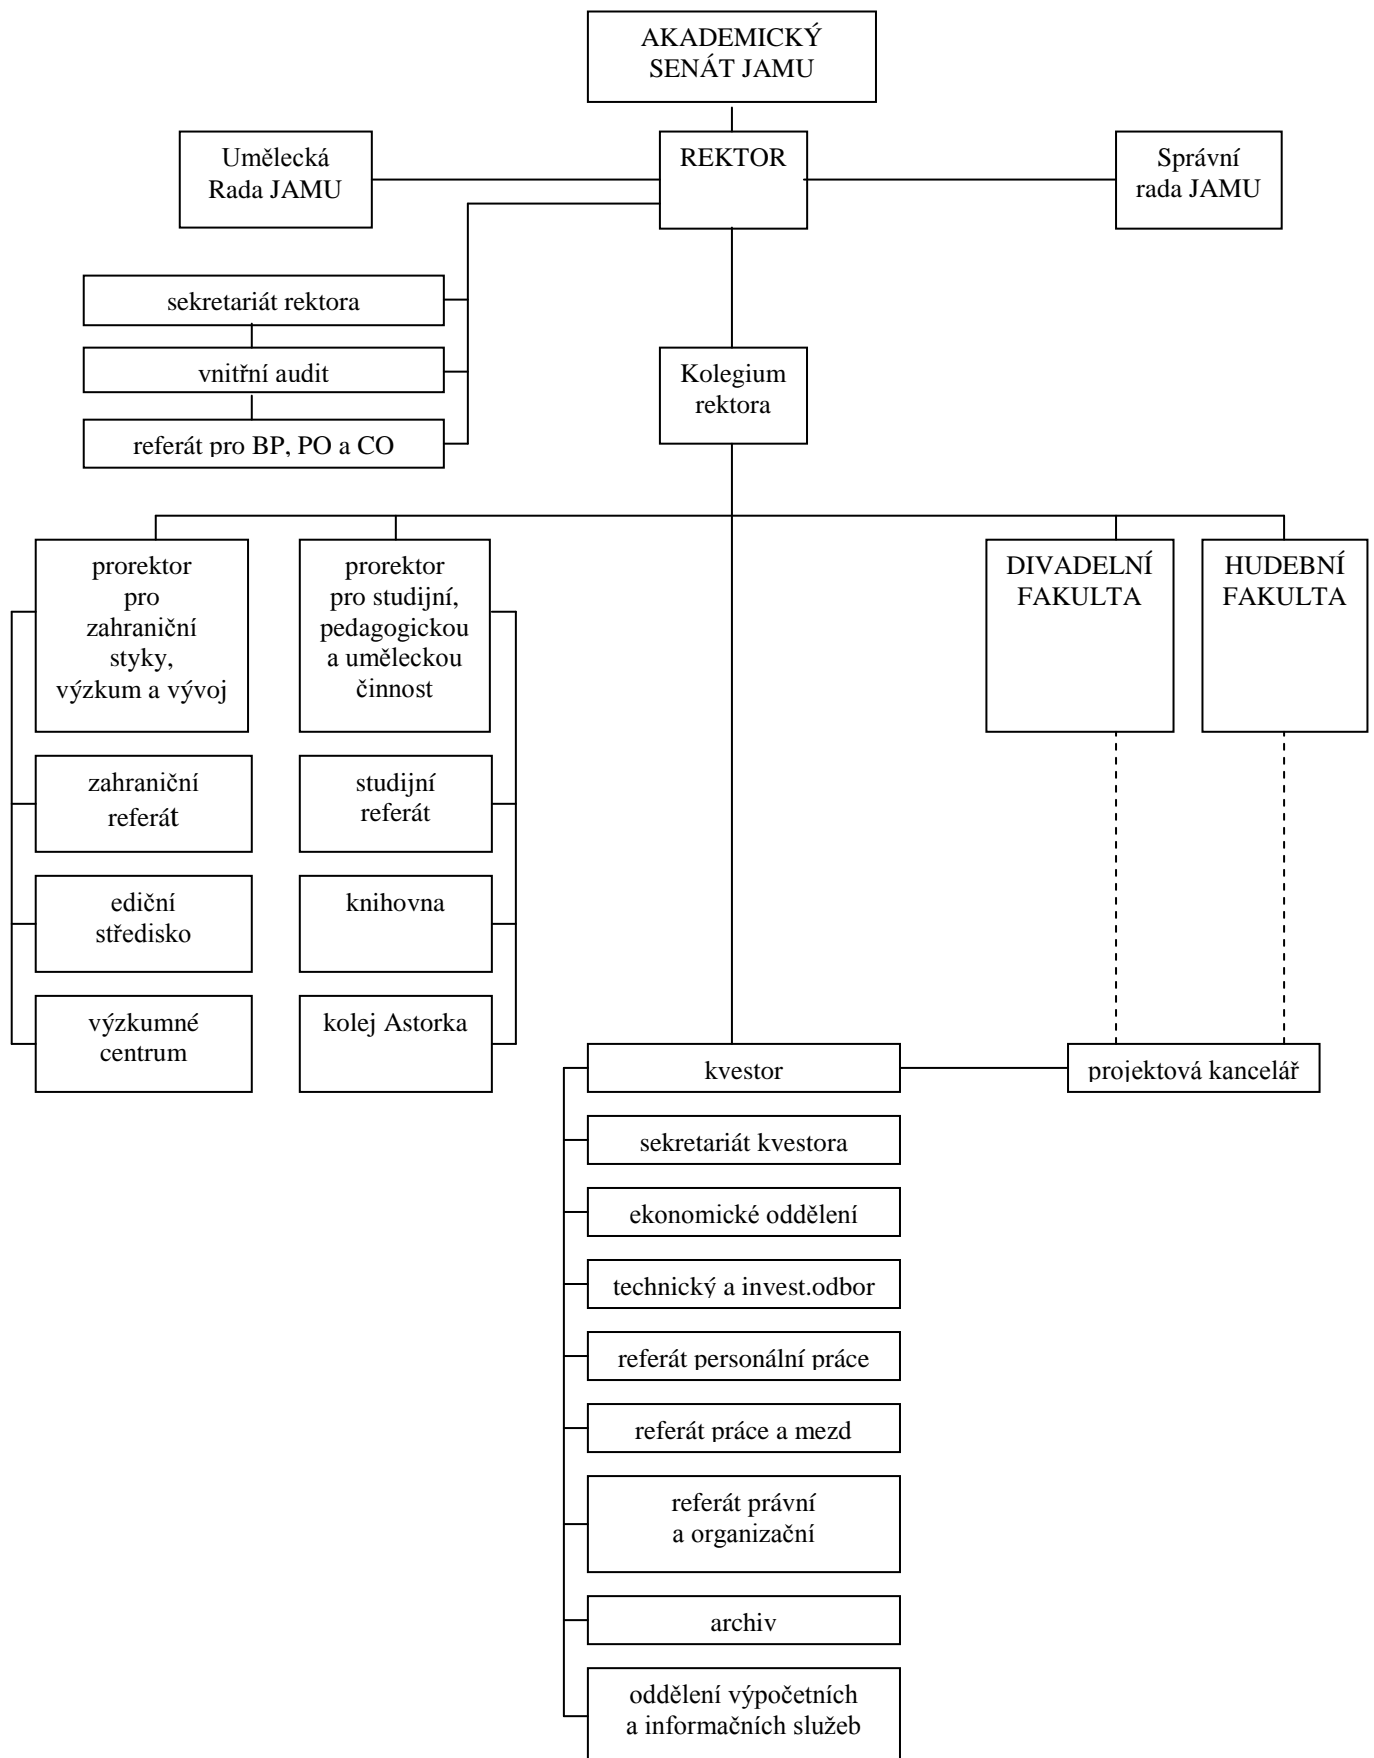 AKADEMICKÝ
SENÁT JAMU
Umělecká
Rada JAMU
REKTOR
Správní
rada JAMU
sekretariát rektora
vnitřní audit
referát pro BP, PO a CO
Kolegium
rektora
prorektor
pro
zahraniční
styky,
výzkum a vývoj
prorektor
pro studijní,
pedagogickou
a uměleckou
činnost
DIVADELNÍ
FAKULTA
HUDEBNÍ
FAKULTA
zahraniční
referát
studijní
referát
ediční
středisko
knihovna
výzkumné
centrum
kolej Astorka
kvestor
projektová kancelář
sekretariát kvestora
ekonomické oddělení
technický a invest.odbor
referát personální práce
referát práce a mezd
referát právní
a organizační
archiv
oddělení výpočetních
a informačních služeb